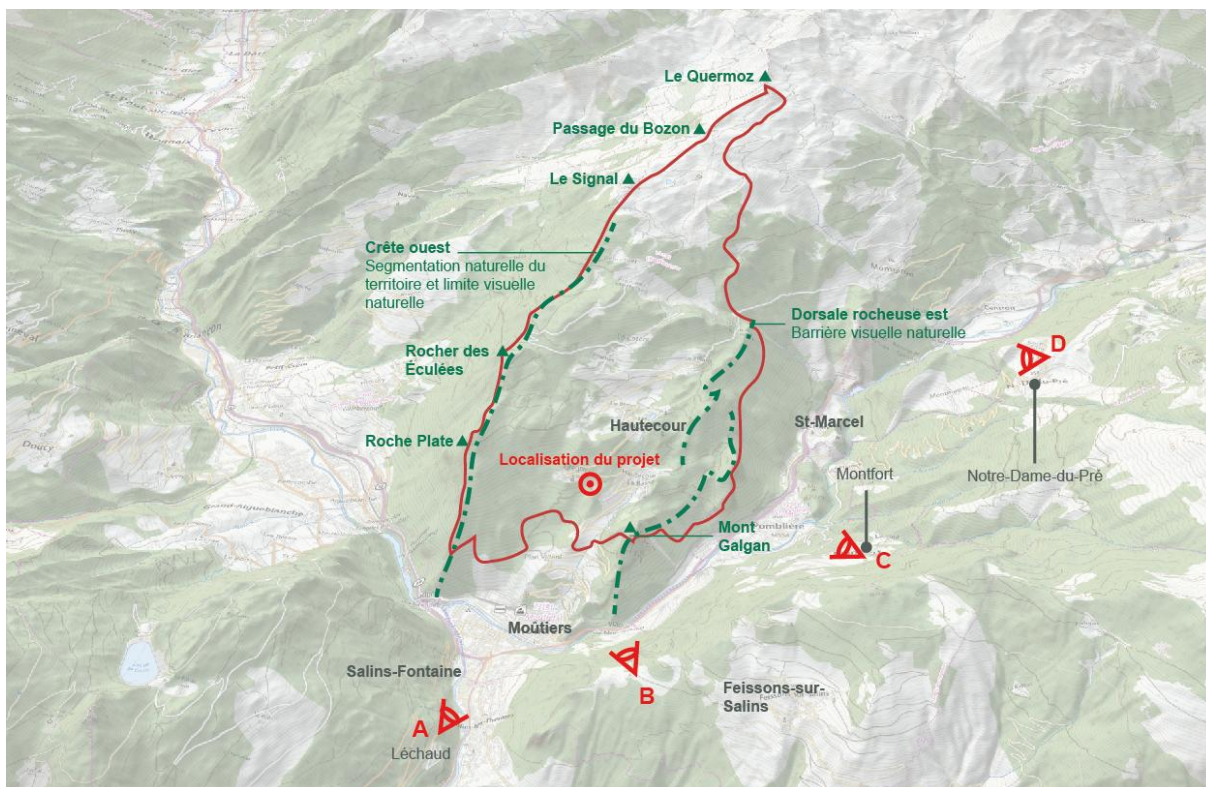 Le Quermoz
Passage du Bozon
Le Signal
Crête ouest
Segmentation naturelle du
territoire et limite visuelle
naturelle
Dorsale rocheuse est
Barrière visuelle naturelle
Rocher des
Éculées
D
Hautecour
St-Marcel
Roche Plate
Localisation du projet
Montfort
Notre-Dame-du-Pré
Mont
Galgan
C
Moûtiers
Salins-Fontaine
B
Feissons-sur-
Salins
A
Léchaud